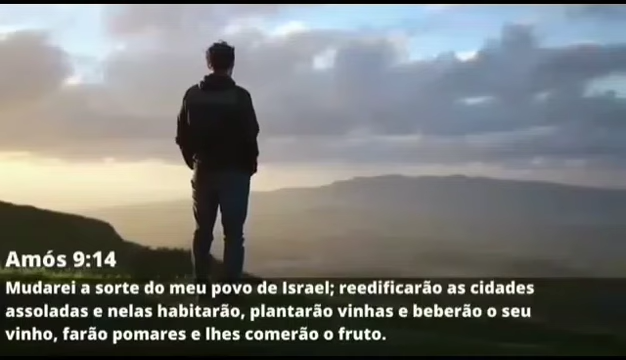 Amós 9:14
Mudarei a sorte do meu povo de Israel; reedificarão as cidades
assoladas e nelas habitarão, plantarão vinhas e beberão o seu
vinho, farão pomares e lhes comerão o fruto.